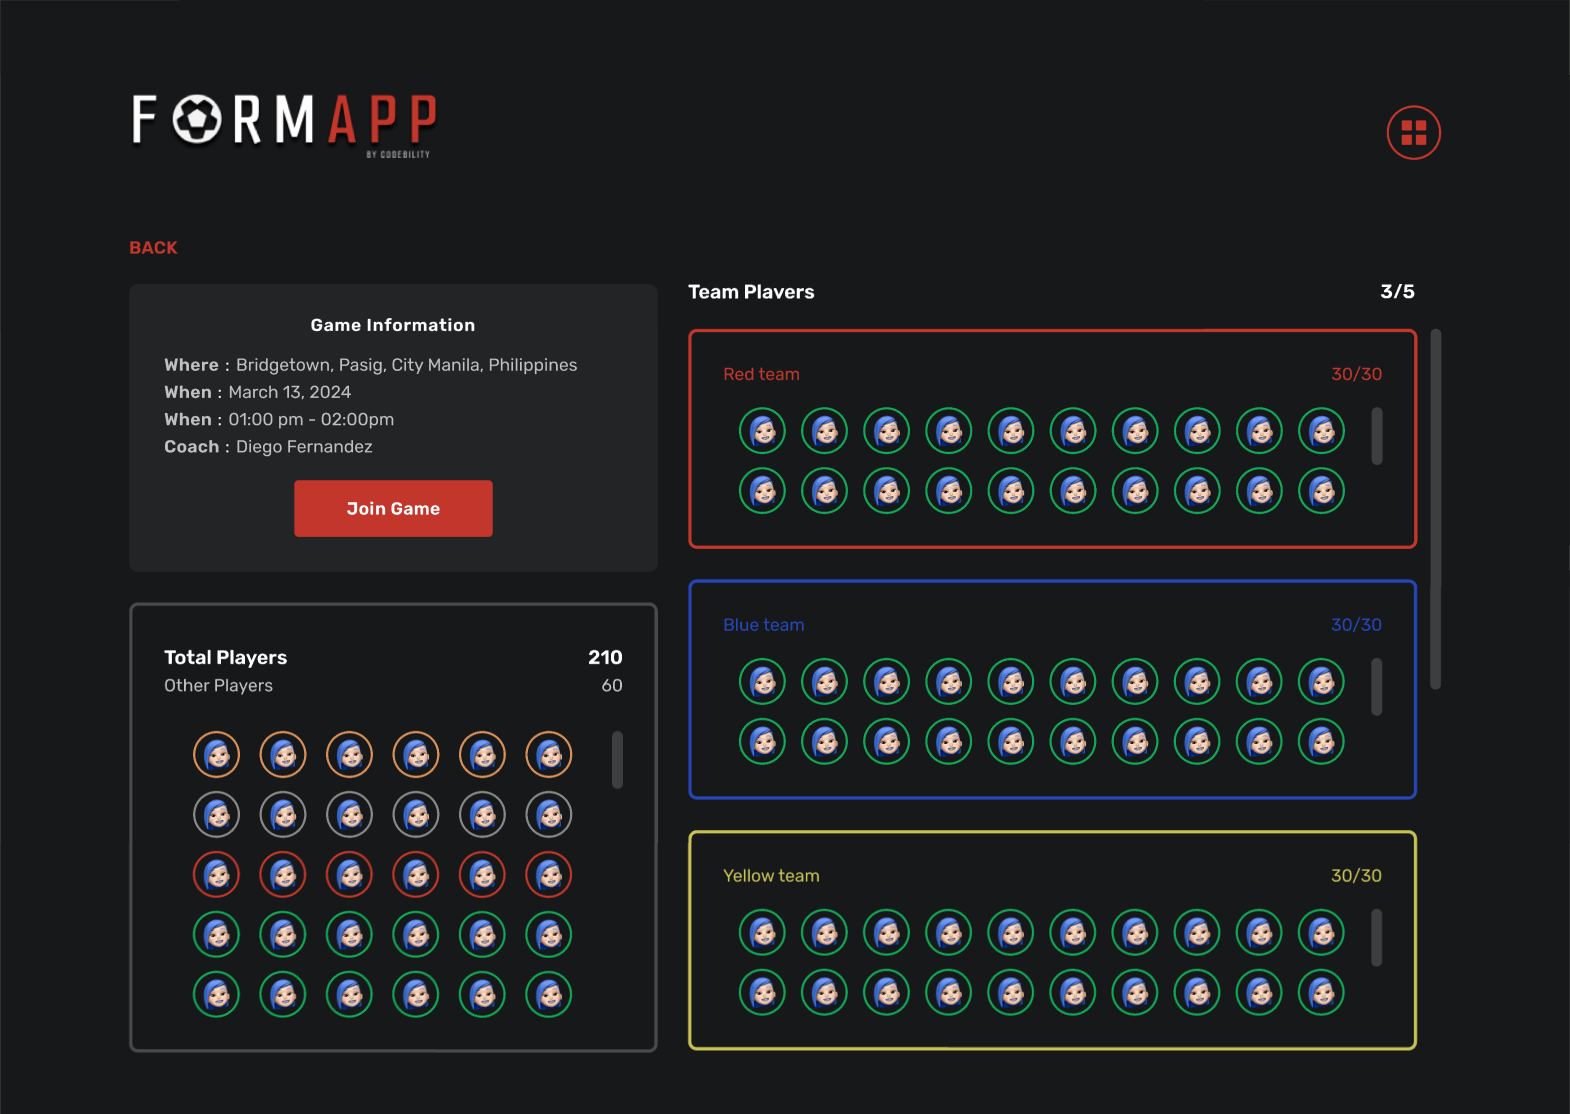 FORMAPP
BY CODEBILITY
BACK
Game Information
Where : Bridgetown, Pasig, City Manila, Philippines
When : March 13, 2024
When : 01:00 pm - 02:00pm
Coach : Diego Fernandez
Join Game
Total Players 210
Other Players 60
Team Plavers 3/5
Red team 30/30
Blue team 30/30
Yellow team 30/30